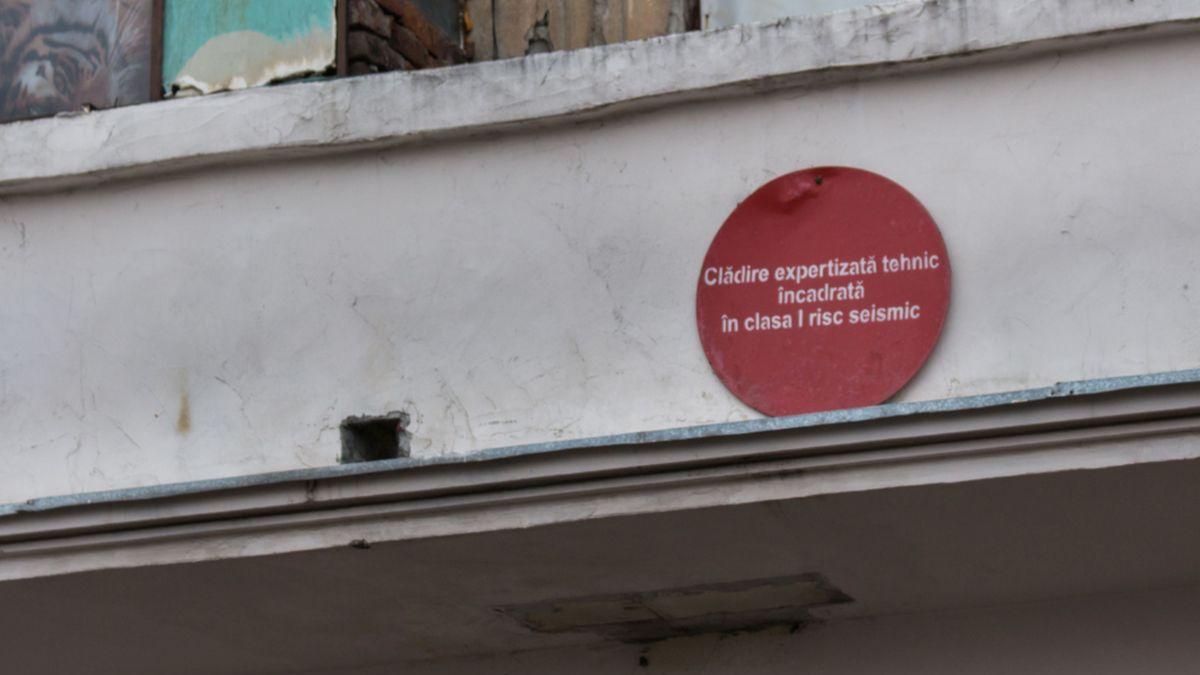 Clădire expertizată tehnic
încadrată
în clasa I risc seismic